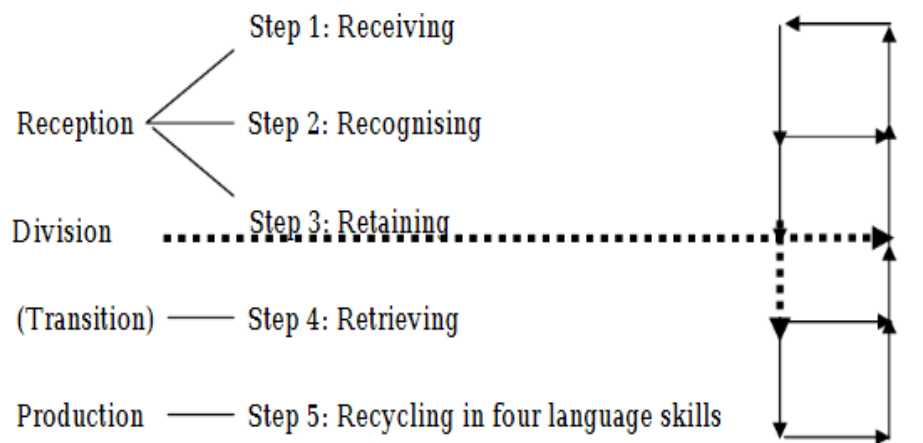 Step 1: Receiving
Reception
Step 2: Recognising
Step 3: Retaining
Division
(Transition)
Step 4: Retrieving
Production
Step 5: Recycling in four language skills